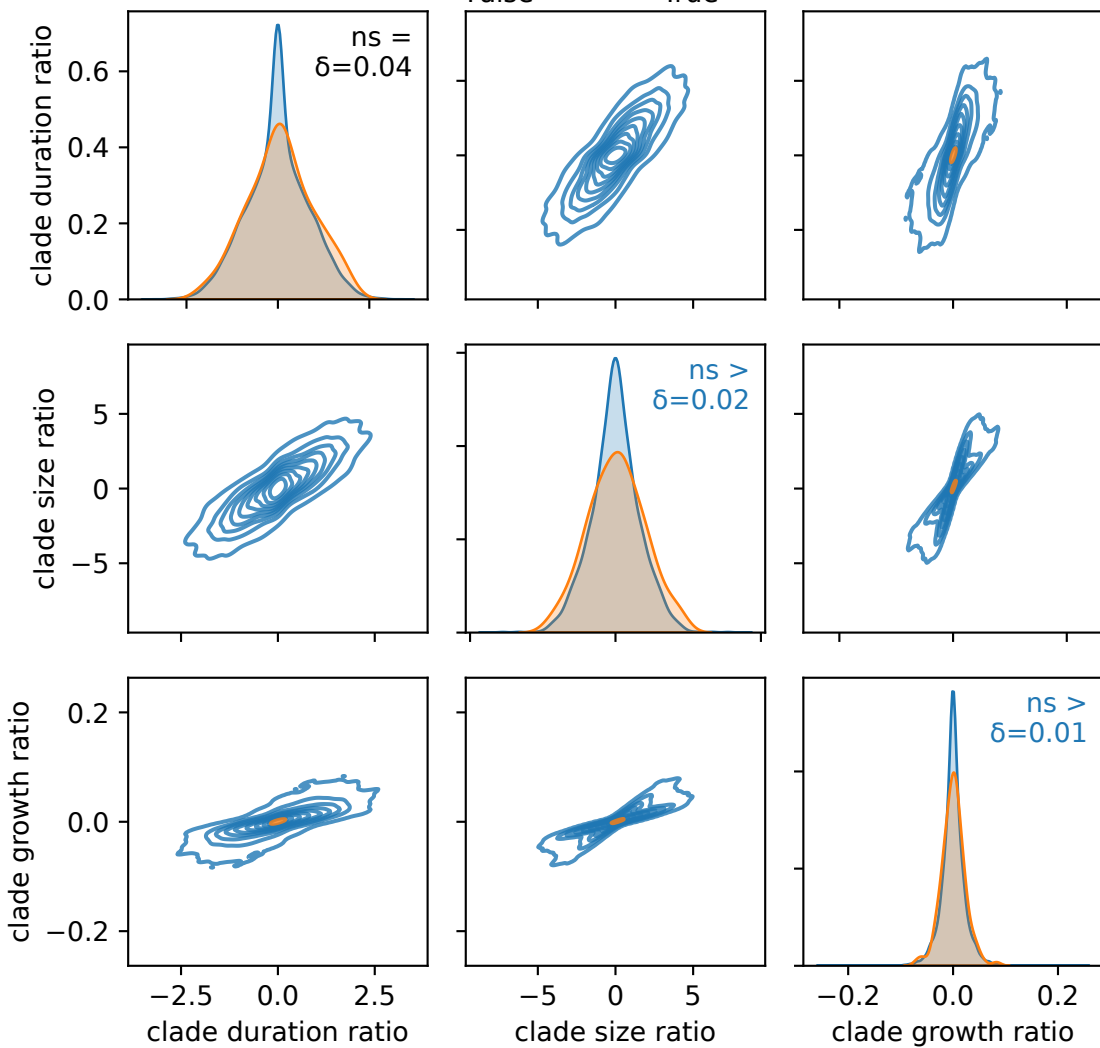 clade duration ratio
0.6
0.4
0.2
0.0
ns =
δ=0.04
clade size ratio
5
0
−5
ns >
δ=0.02
clade growth ratio
0.2
0.0
−0.2
ns >
δ=0.01
−2.5 0.0 2.5
−5 0 5
−0.2 0.0 0.2
clade duration ratio
clade size ratio
clade growth ratio